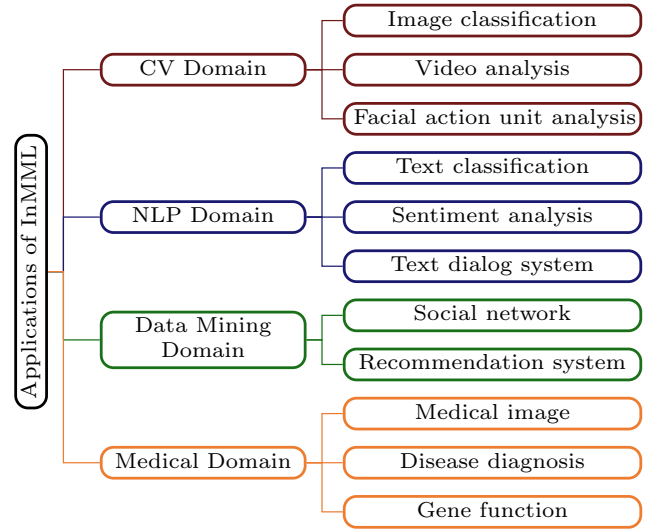 Applications of InMML
CV Domain
Image classification
Video analysis
Facial action unit analysis
NLP Domain
Text classification
Sentiment analysis
Text dialog system
Data Mining
Domain
Social network
Recommendation system
Medical Domain
Medical image
Disease diagnosis
Gene function